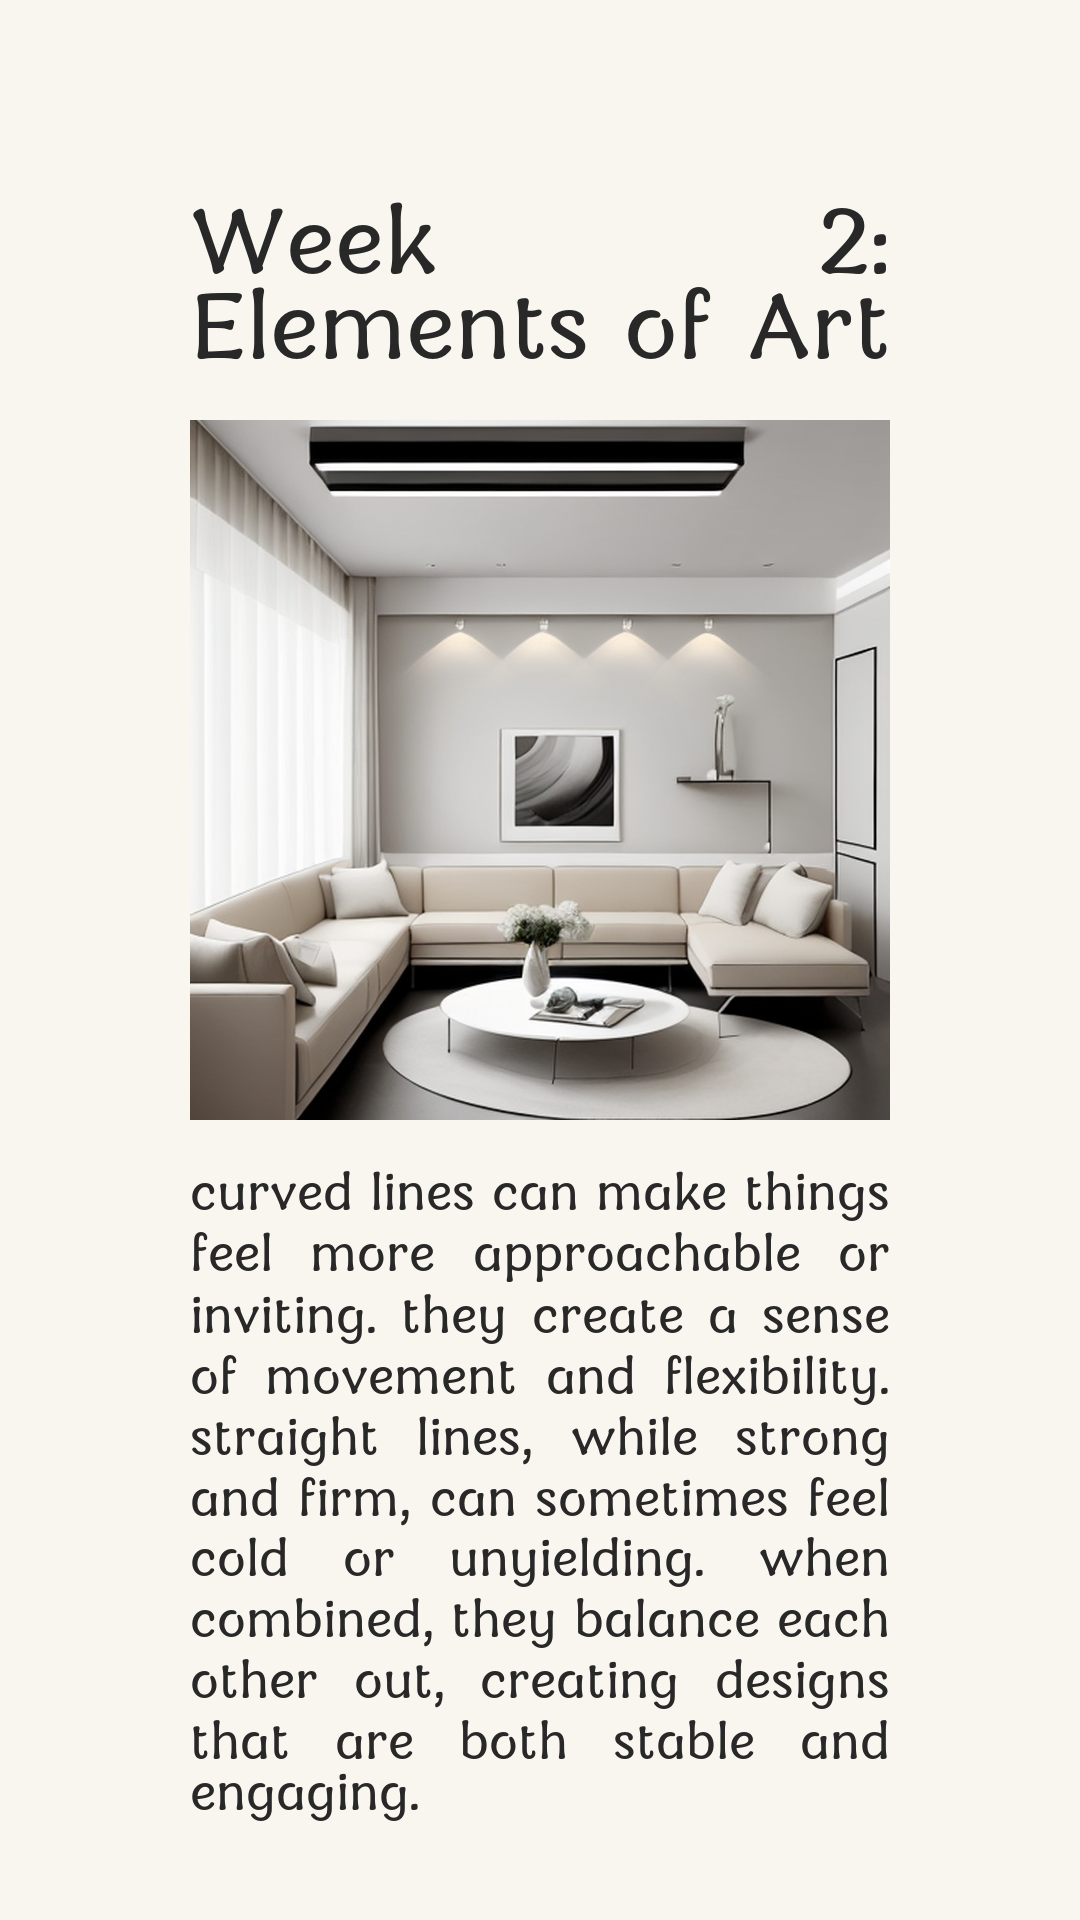 Week 2:
Elements of Art
curved lines can make things
feel more approachable or
inviting. they create a sense
of movement and flexibility.
straight lines, while strong
and firm, can sometimes feel
cold or unyielding. when
combined, they balance each
other out, creating designs
that are both stable and
engaging.